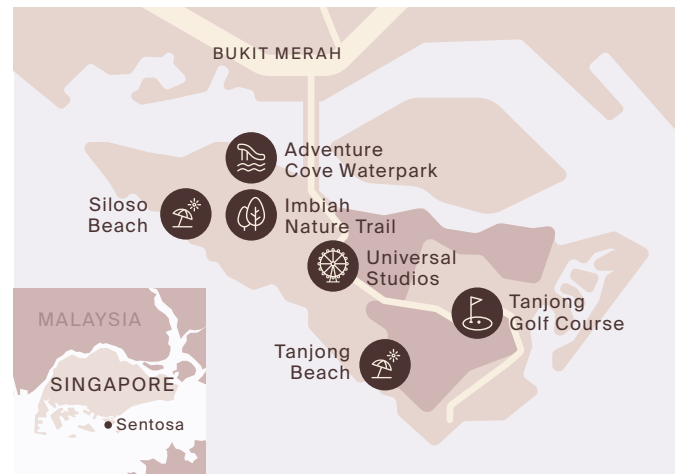 BUKIT MERAH
Adventure
Cove Waterpark
Siloso
Beach
Imbiah
Nature Trail
Universal
Studios
Tanjong
Golf Course
Tanjong
Beach
MALAYSIA
SINGAPORE
Sentosa